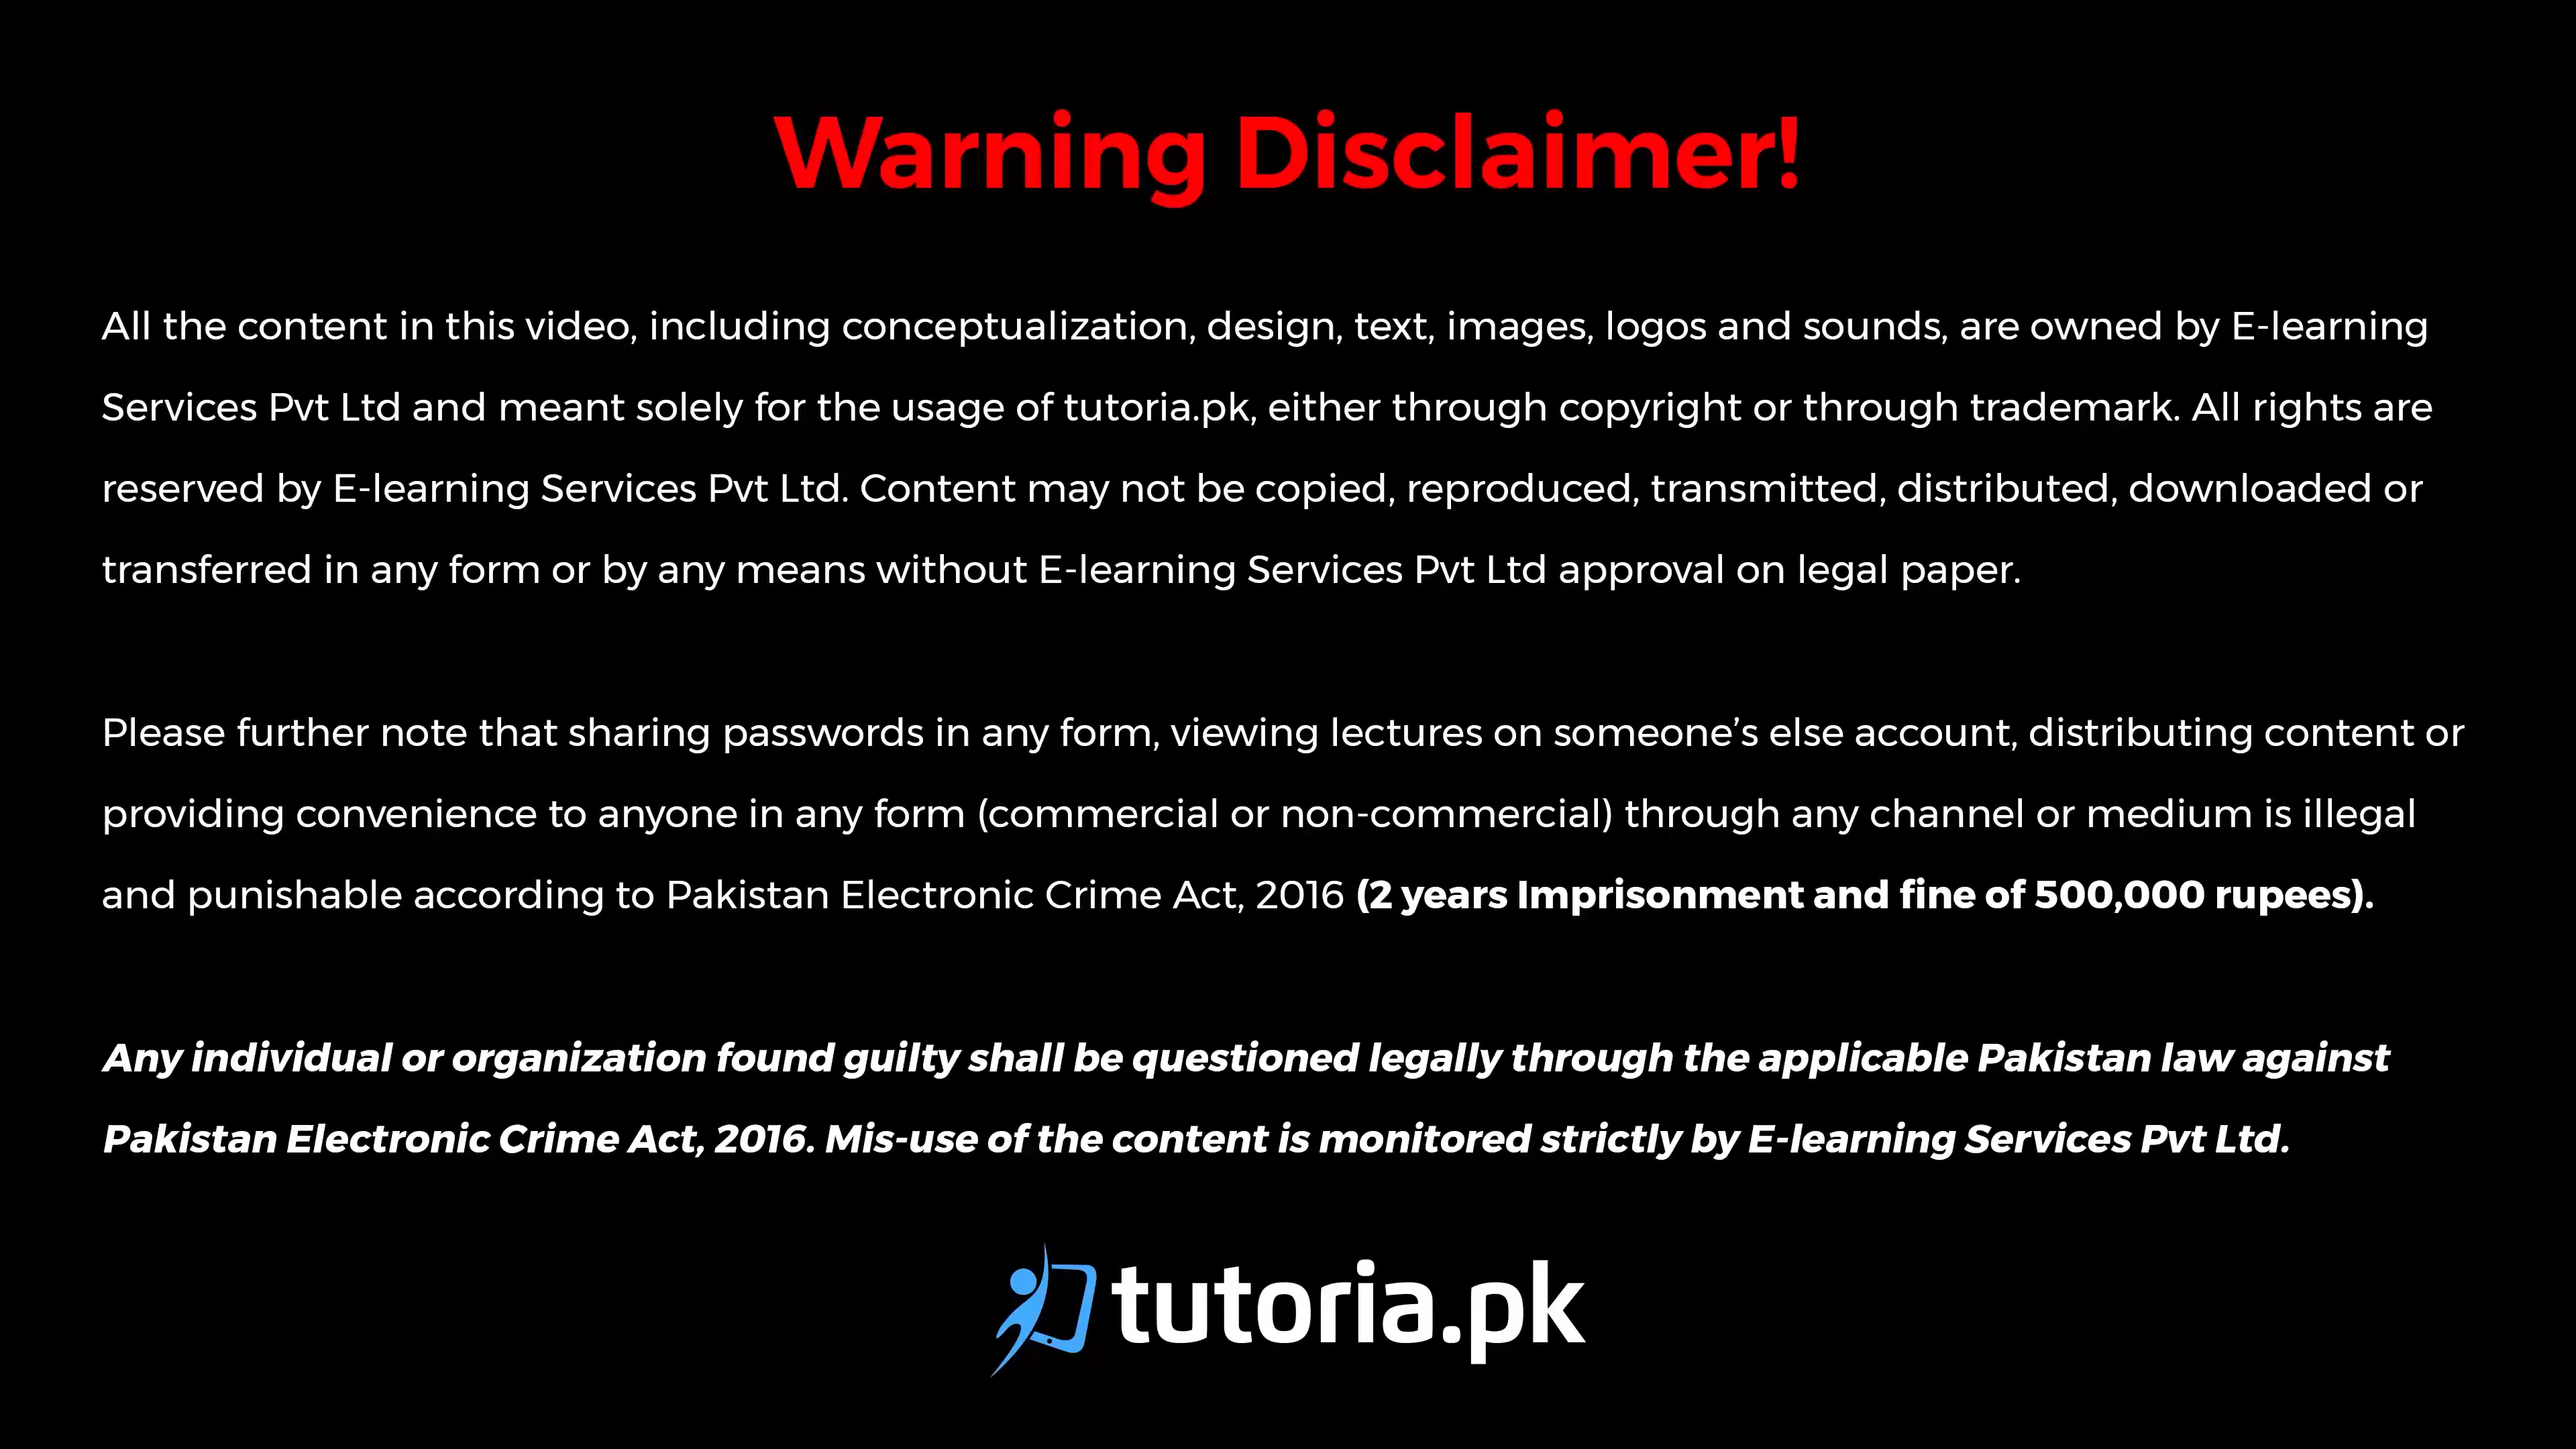 Warning Disclaimer!
All the content in this video, including conceptualization, design, text, images, logos and sounds, are owned by E-learning
Services Pvt Ltd and meant solely for the usage of tutoria.pk, either through copyright or through trademark. All rights are
reserved by E-learning Services Pvt Ltd. Content may not be copied, reproduced, transmitted, distributed, downloaded or
transferred in any form or by any means without E-learning Services Pvt Ltd approval on legal paper.
Please further note that sharing passwords in any form, viewing lectures on someone’s else account, distributing content or
providing convenience to anyone in any form (commercial or non-commercial) through any channel or medium is illegal
and punishable according to Pakistan Electronic Crime Act, 2016 (2 years Imprisonment and fine of 500,000 rupees).
Any individual or organization found guilty shall be questioned legally through the applicable Pakistan law against
Pakistan Electronic Crime Act, 2016. Mis-use of the content is monitored strictly by E-learning Services Pvt Ltd.
tutoria.pk